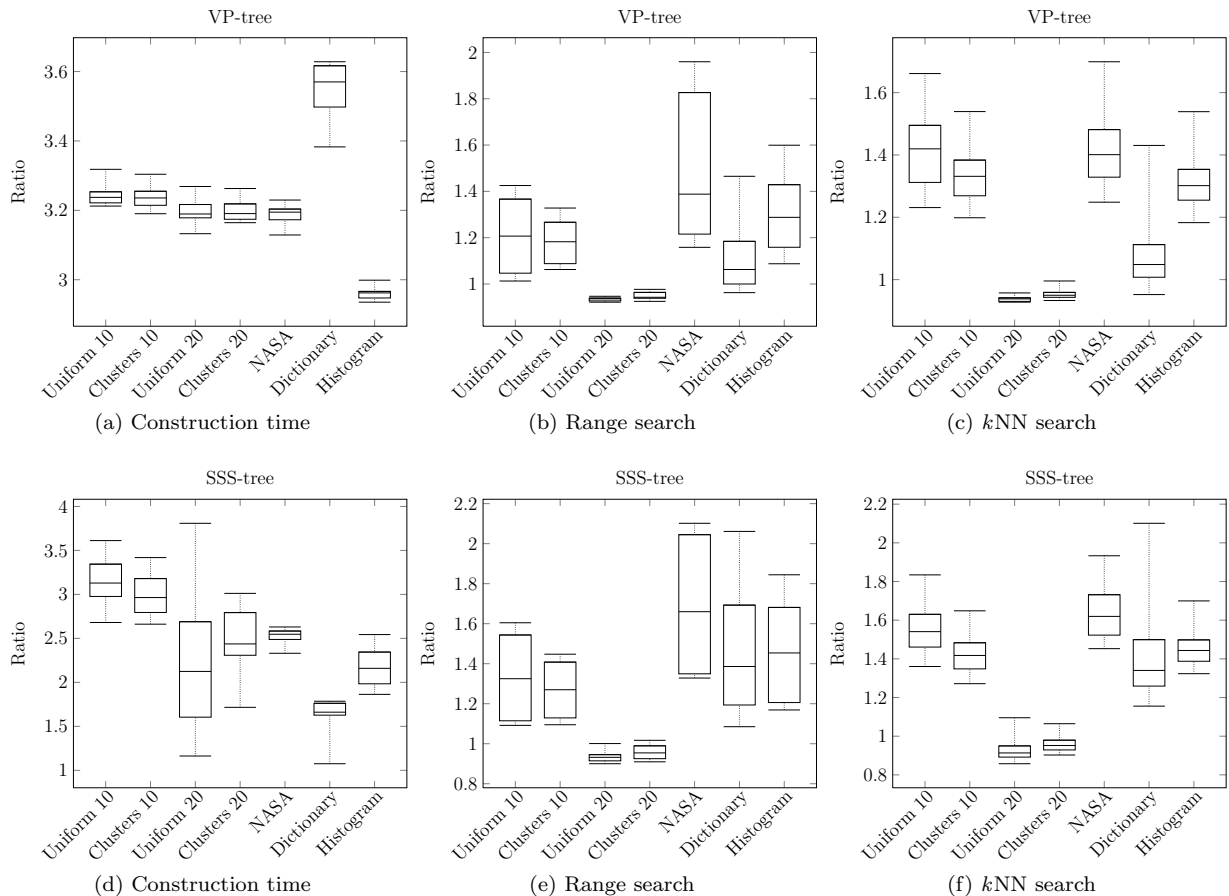 VP-tree
3.6
3.4
3.2
3
Ratio
Uniform 10
Clusters 10
Uniform 20
Clusters 20
NASA
Dictionary
Histogram
(a) Construction time
VP-tree
2
1.8
1.6
1.4
1.2
1
Ratio
Uniform 10
Clusters 10
Uniform 20
Clusters 20
NASA
Dictionary
Histogram
(b) Range search
VP-tree
1.6
1.4
1.2
1
Ratio
Uniform 10
Clusters 10
Uniform 20
Clusters 20
NASA
Dictionary
Histogram
(c) kNN search
SSS-tree
4
3.5
3
2.5
2
1.5
1
Ratio
Uniform 10
Clusters 10
Uniform 20
Clusters 20
NASA
Dictionary
Histogram
(d) Construction time
SSS-tree
2.2
2
1.8
1.6
1.4
1.2
1
0.8
Ratio
Uniform 10
Clusters 10
Uniform 20
Clusters 20
NASA
Dictionary
Histogram
(e) Range search
SSS-tree
2.2
2
1.8
1.6
1.4
1.2
1
0.8
Ratio
Uniform 10
Clusters 10
Uniform 20
Clusters 20
NASA
Dictionary
Histogram
(f) kNN search